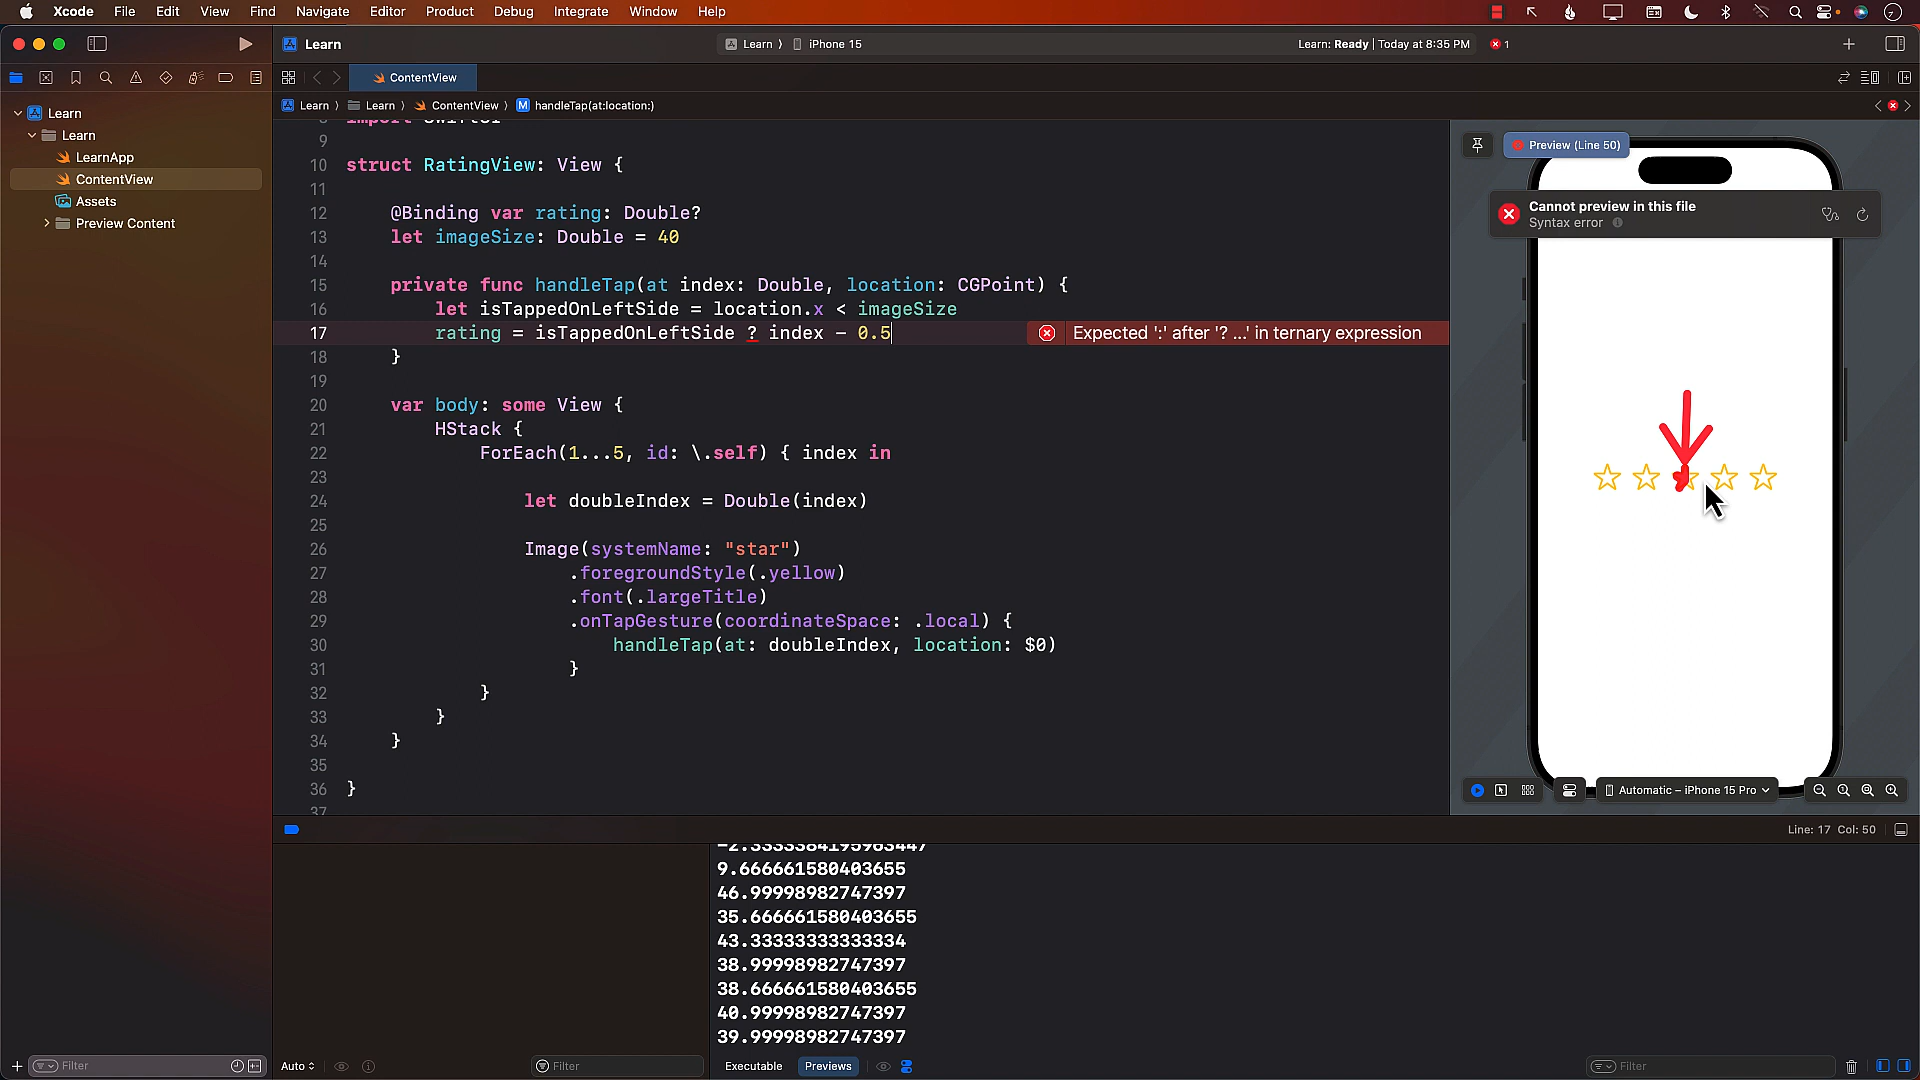 Xcode File Edit View Find Navigate Editor Product Debug Integrate Window Help
Learn
Learn 〉 iPhone 15
Learn: Ready | Today at 8:35 PM
1
ContentView
Learn 〉 Learn 〉 ContentView 〉 M handleTap(at:location:)
Learn
Learn
LearnApp
ContentView
Assets
Preview Content
8 import SwiftUI
9
10 struct RatingView: View {
11
12 @Binding var rating: Double?
13 let imageSize: Double = 40
14
15 private func handleTap(at index: Double, location: CGPoint) {
16 let isTappedOnLeftSide = location.x < imageSize
17 rating = isTappedOnLeftSide ? index - 0.5
Expected ':' after '? ...' in ternary expression
18 }
19
20 var body: some View {
21 HStack {
22 ForEach(1...5, id: \.self) { index in
23
24 let doubleIndex = Double(index)
25
26 Image(systemName: "star")
27 .foregroundStyle(.yellow)
28 .font(.largeTitle)
29 .onTapGesture(coordinateSpace: .local) {
30 handleTap(at: doubleIndex, location: $0)
31 }
32 }
33 }
34 }
35
36 }
37
Preview (Line 50)
Cannot preview in this file
Syntax error
Automatic – iPhone 15 Pro
Line: 17 Col: 50
-2.3333384195963447
9.666661580403655
46.99998982747397
35.666661580403655
43.33333333333334
38.99998982747397
38.666661580403655
40.99998982747397
39.99998982747397
Filter
Auto
Filter
Executable Previews
Filter